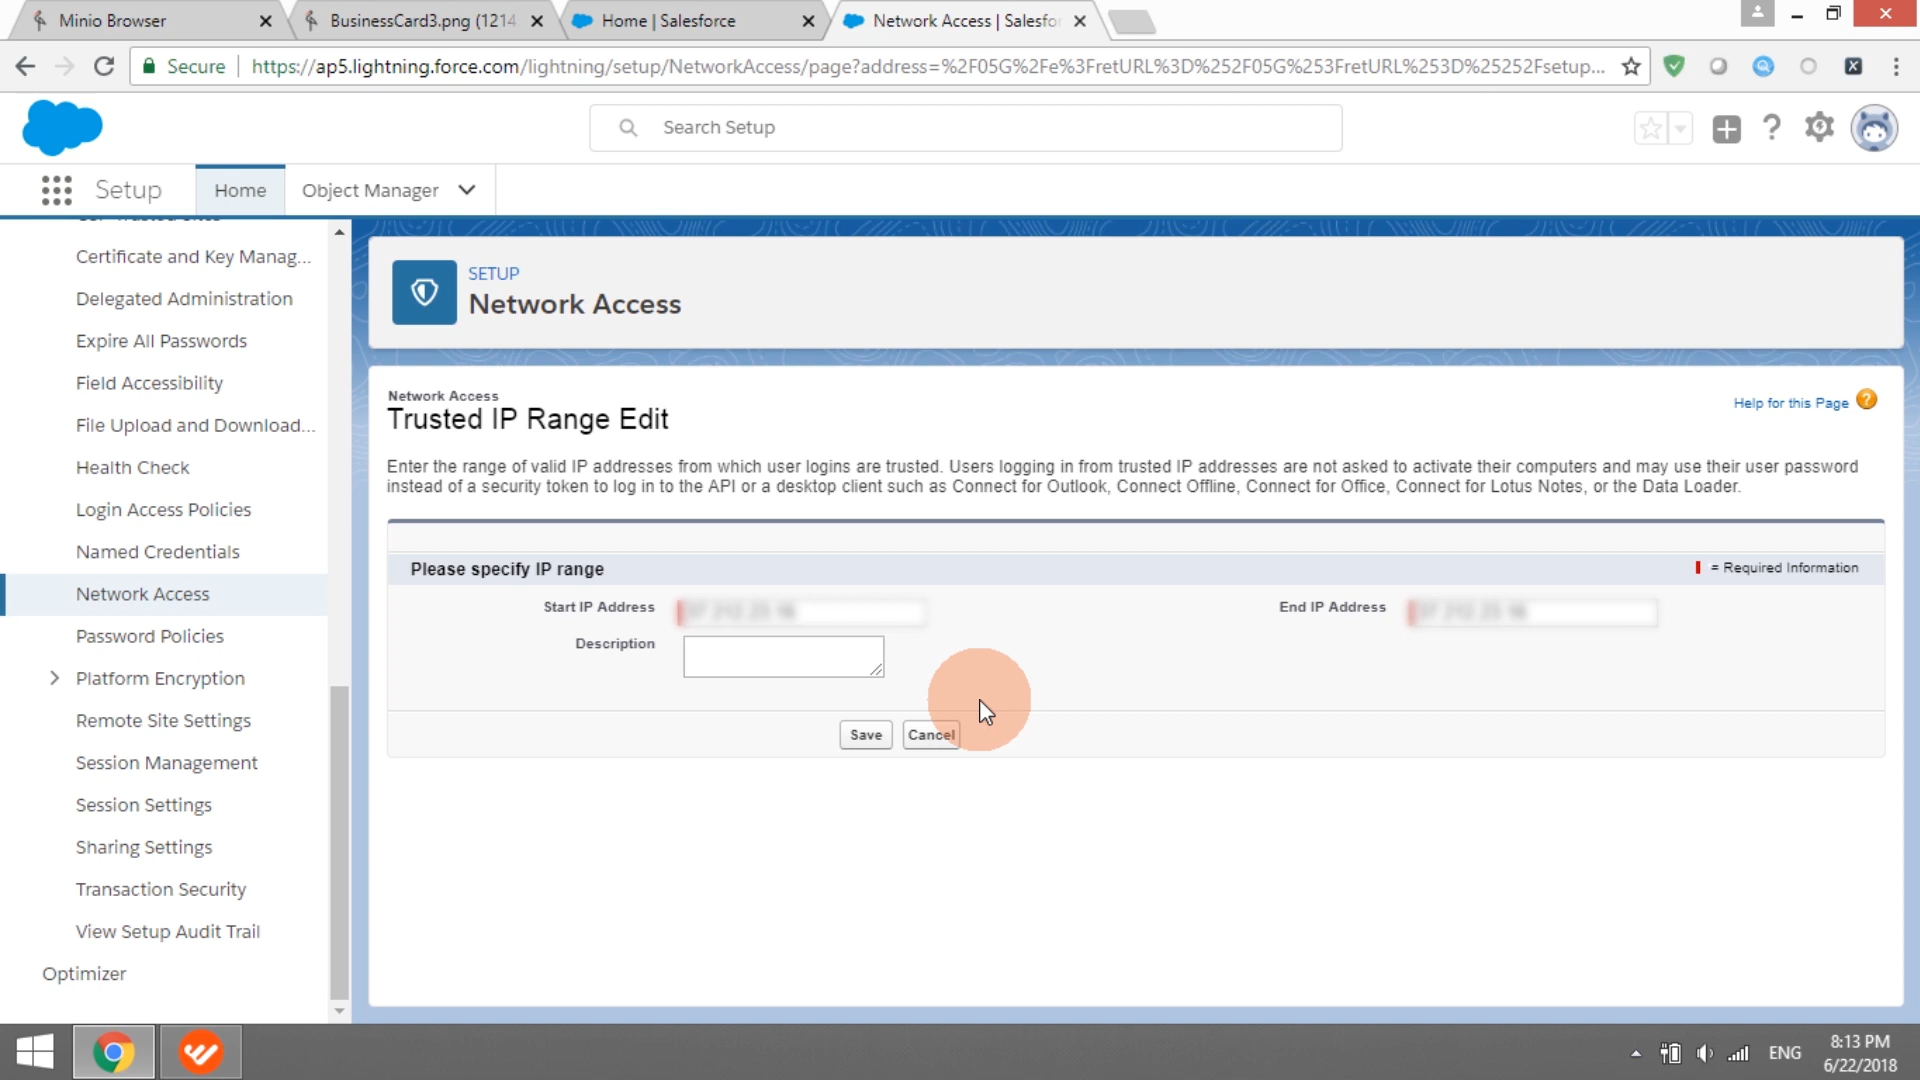 Minio Browser
BusinessCard3.png (1214
Home | Salesforce
Network Access | Salesfor
Secure
https://ap5.lightning.force.com/lightning/setup/NetworkAccess/page?address=%2F05G%2Fe%3FretURL%3D%252F05G%253FretURL%253D%25252Fsetup...
Search Setup
Setup
Home
Object Manager
Certificate and Key Manag...
Delegated Administration
Expire All Passwords
Field Accessibility
File Upload and Download...
Health Check
Login Access Policies
Named Credentials
Network Access
Password Policies
Platform Encryption
Remote Site Settings
Session Management
Session Settings
Sharing Settings
Transaction Security
View Setup Audit Trail
Optimizer
SETUP
Network Access
Network Access
Trusted IP Range Edit
Help for this Page
Enter the range of valid IP addresses from which user logins are trusted. Users logging in from trusted IP addresses are not asked to activate their computers and may use their user password
instead of a security token to log in to the API or a desktop client such as Connect for Outlook, Connect Offline, Connect for Office, Connect for Lotus Notes, or the Data Loader.
Please specify IP range
= Required Information
Start IP Address
End IP Address
Description
Save
Cancel
ENG
8:13 PM
6/22/2018